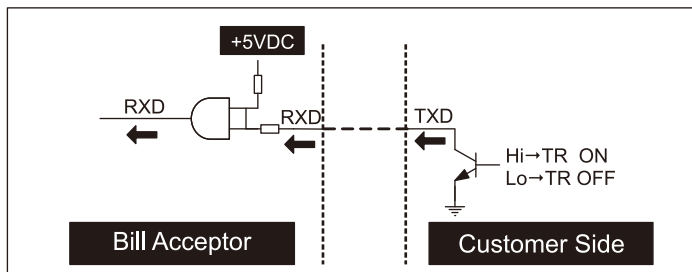 +5VDC
RXD
RXD
TXD
Hi→TR ON
Lo→TR OFF
Bill Acceptor
Customer Side